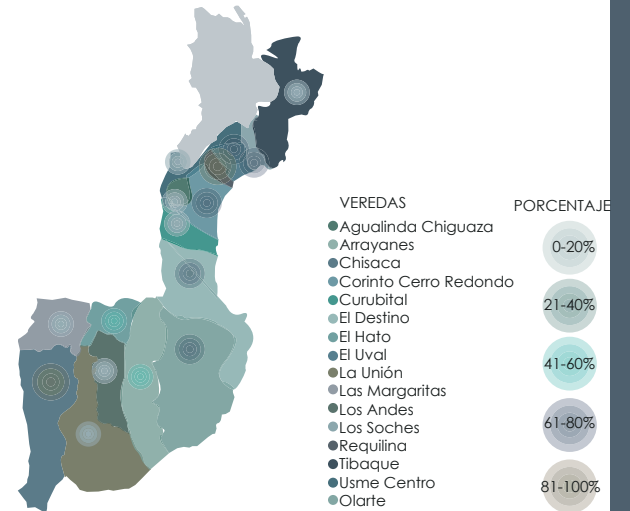 VEREDAS
Agualinda Chiguaza
Arrayanes
Chisaca
Corinto Cerro Redondo
Curubital
El Destino
El Hato
El Uval
La Unión
Las Margaritas
Los Andes
Los Soches
Requilina
Tibaque
Usme Centro
Olarte
PORCENTAJE
0-20%
21-40%
41-60%
61-80%
81-100%